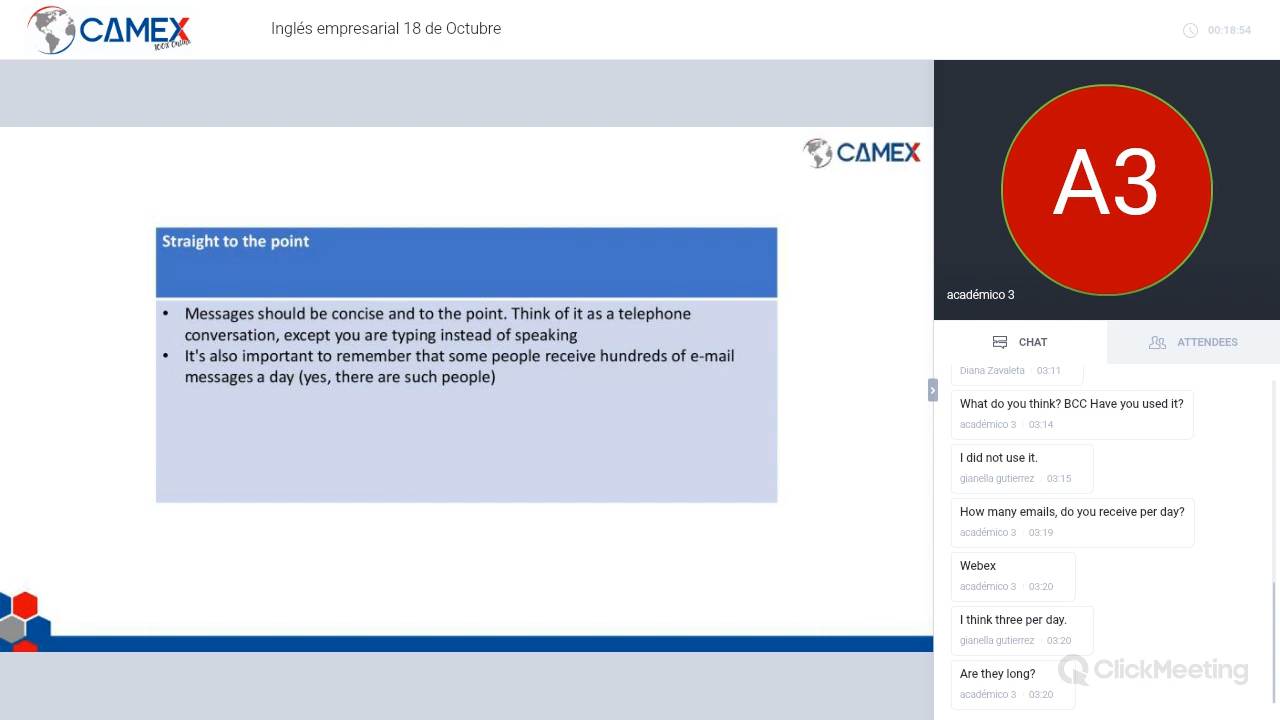 CAMEX
100% Online
Inglés empresarial 18 de Octubre
00:18:54
CAMEX
Straight to the point
• Messages should be concise and to the point. Think of it as a telephone
conversation, except you are typing instead of speaking
• It's also important to remember that some people receive hundreds of e-mail
messages a day (yes, there are such people)
A3
académico 3
CHAT
ATTENDEES
Diana Zavaleta 03:11
What do you think? BCC Have you used it?
académico 3 03:14
I did not use it.
gianella gutierrez 03:15
How many emails, do you receive per day?
académico 3 03:19
Webex
académico 3 03:20
I think three per day.
gianella gutierrez 03:20
Are they long?
académico 3 03:20
ClickMeeting